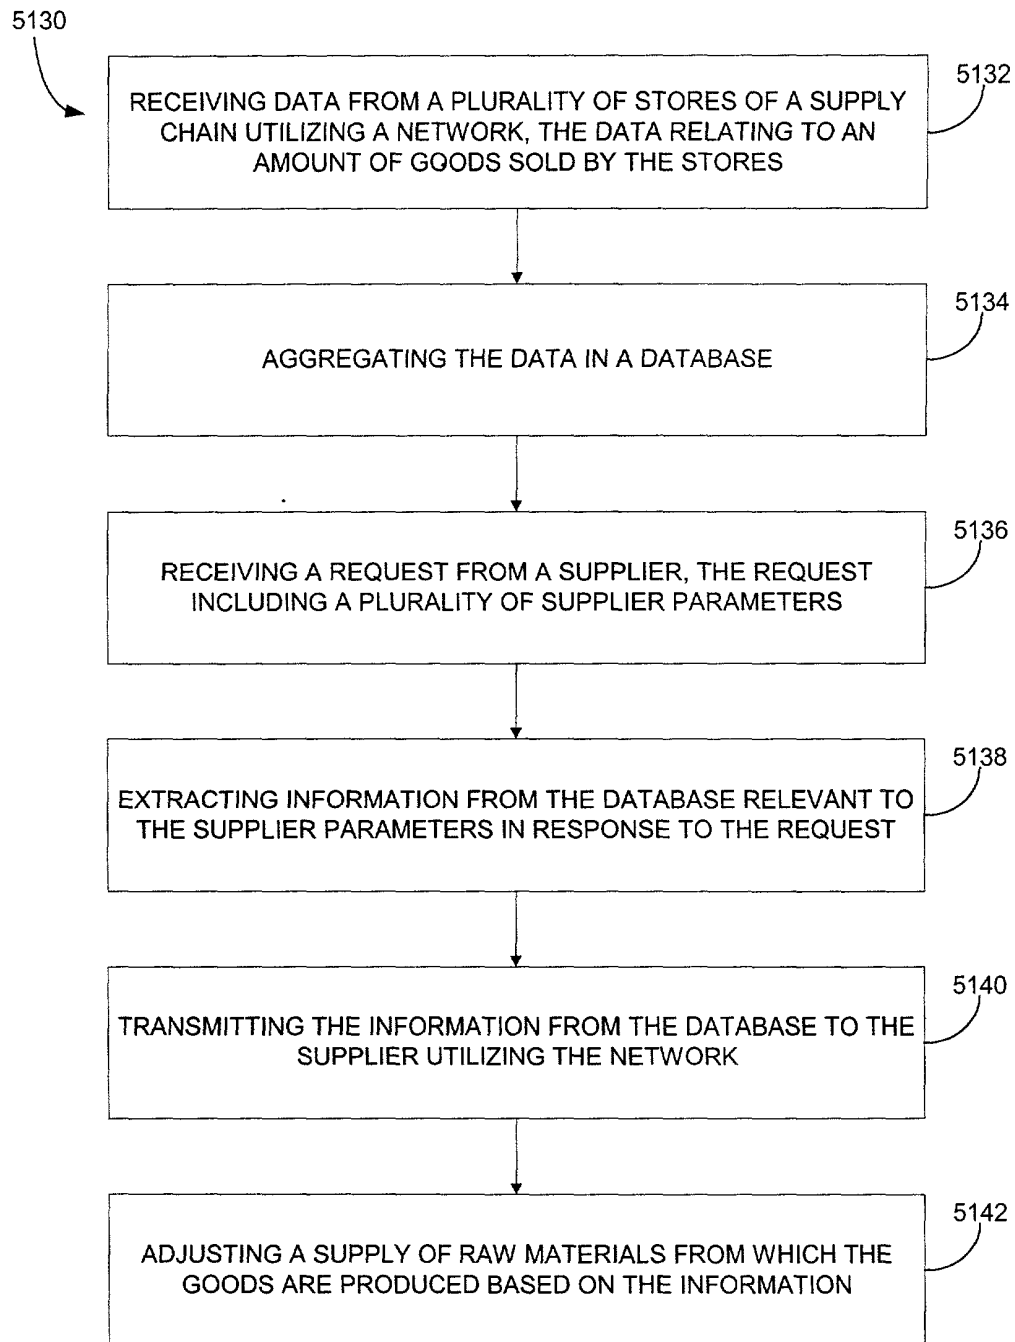 5130
5132
RECEIVING DATA FROM A PLURALITY OF STORES OF A SUPPLY
CHAIN UTILIZING A NETWORK, THE DATA RELATING TO AN
AMOUNT OF GOODS SOLD BY THE STORES
5134
AGGREGATING THE DATA IN A DATABASE
5136
RECEIVING A REQUEST FROM A SUPPLIER, THE REQUEST
INCLUDING A PLURALITY OF SUPPLIER PARAMETERS
5138
EXTRACTING INFORMATION FROM THE DATABASE RELEVANT TO
THE SUPPLIER PARAMETERS IN RESPONSE TO THE REQUEST
5140
TRANSMITTING THE INFORMATION FROM THE DATABASE TO THE
SUPPLIER UTILIZING THE NETWORK
5142
ADJUSTING A SUPPLY OF RAW MATERIALS FROM WHICH THE
GOODS ARE PRODUCED BASED ON THE INFORMATION